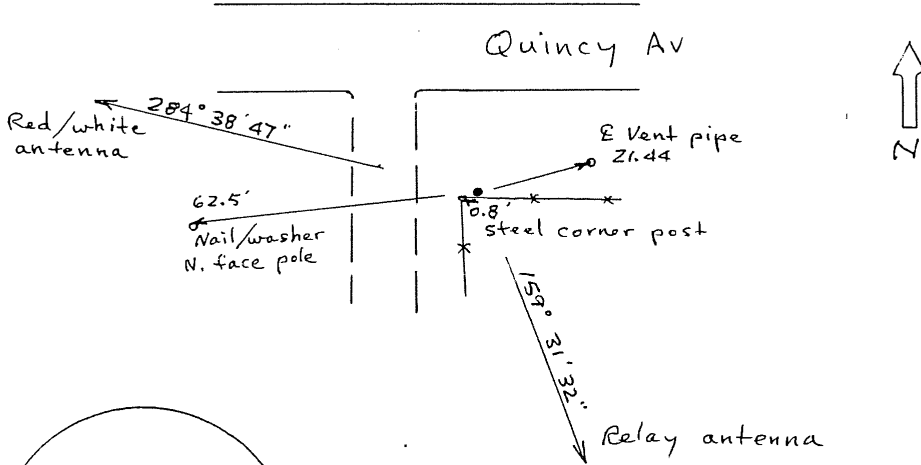 Quincy Av
284° 38' 47"
Red/white
antenna
℄ Vent pipe
21.44
62.5'
0.8'
Steel corner post
Nail/washer
N. face pole
159° 31' 32"
Relay antenna
N